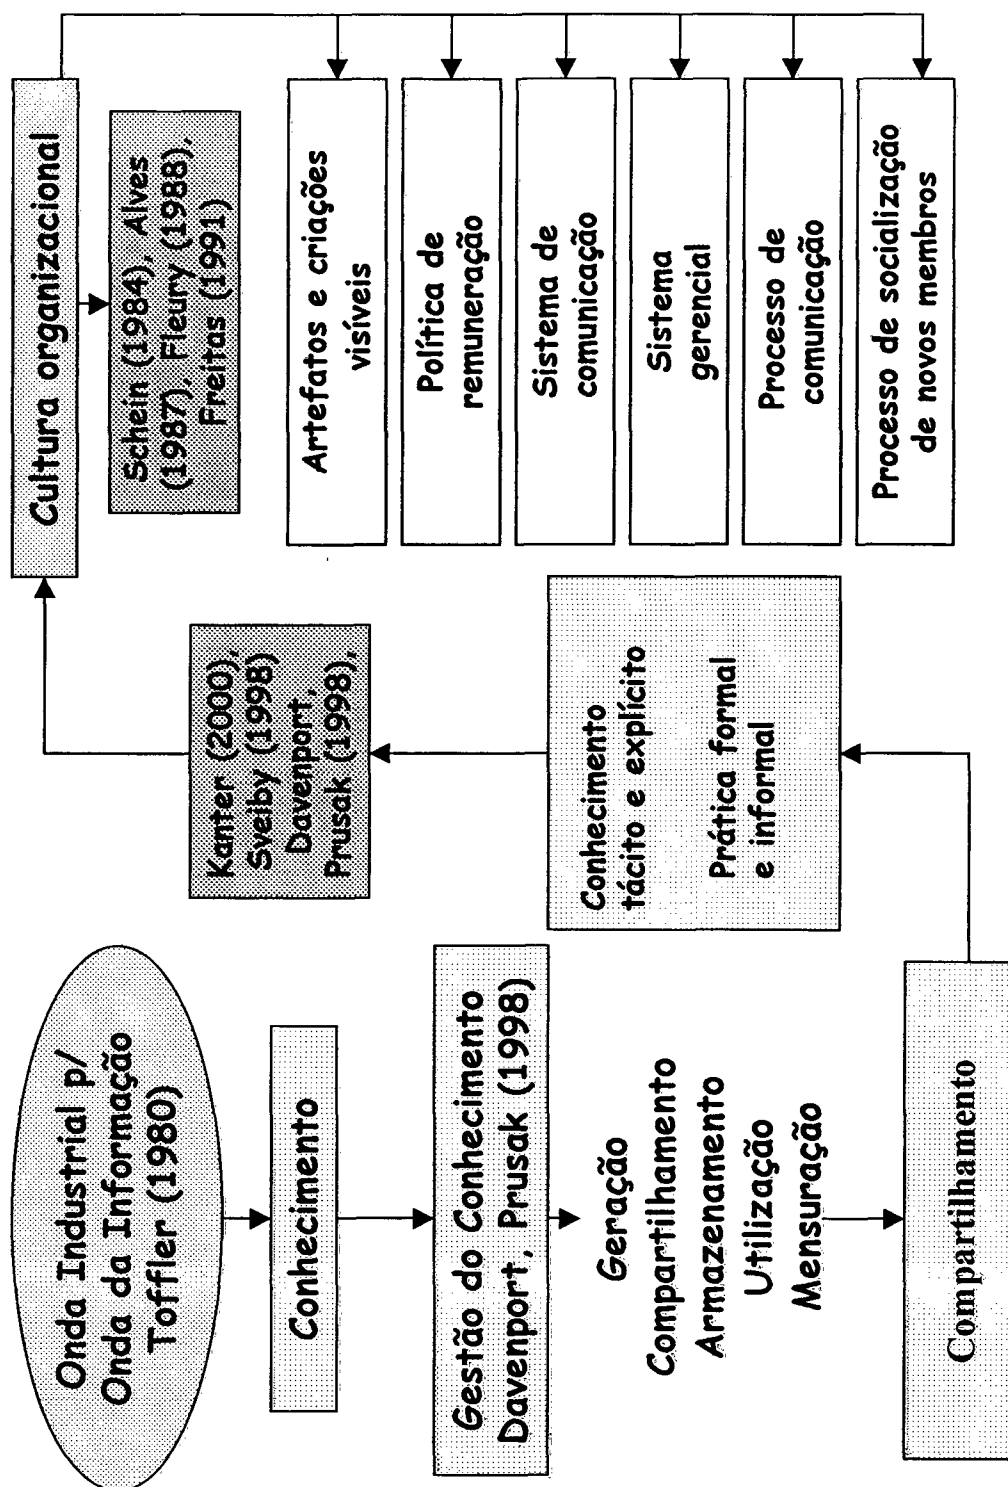 Onda Industrial p/
Onda da Informação
Toffler (1980)
Conhecimento
Gestão do Conhecimento
Davenport, Prusak (1998)
Geração
Compartilhamento
Armazenamento
Utilização
Mensuração
Compartilhamento
Conhecimento
tácito e explícito
Prática formal
e informal
Kanter (2000),
Sveiby (1998)
Davenport,
Prusak (1998),
Cultura organizacional
Schein (1984), Alves
(1987), Fleury (1988),
Freitas (1991)
Artefatos e criações
visíveis
Política de
remuneração
Sistema de
comunicação
Sistema
gerencial
Processo de
comunicação
Processo de socialização
de novos membros